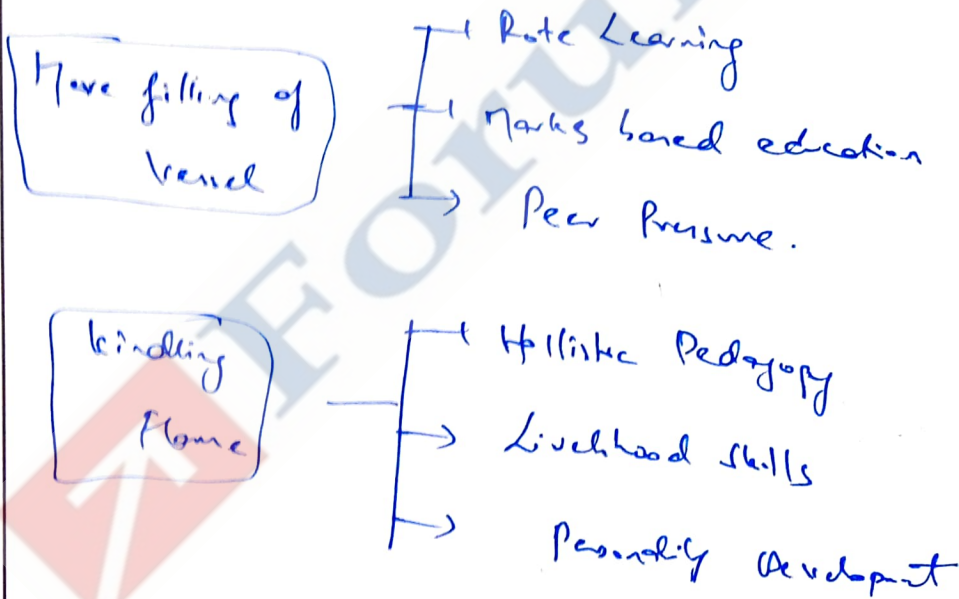 Mere filling of
vessel
Rote Learning
Marks based education
Peer Pressure.
kindling
Flame
Hollistic Pedagogy
Livelihood skills
Personality Development
Forum